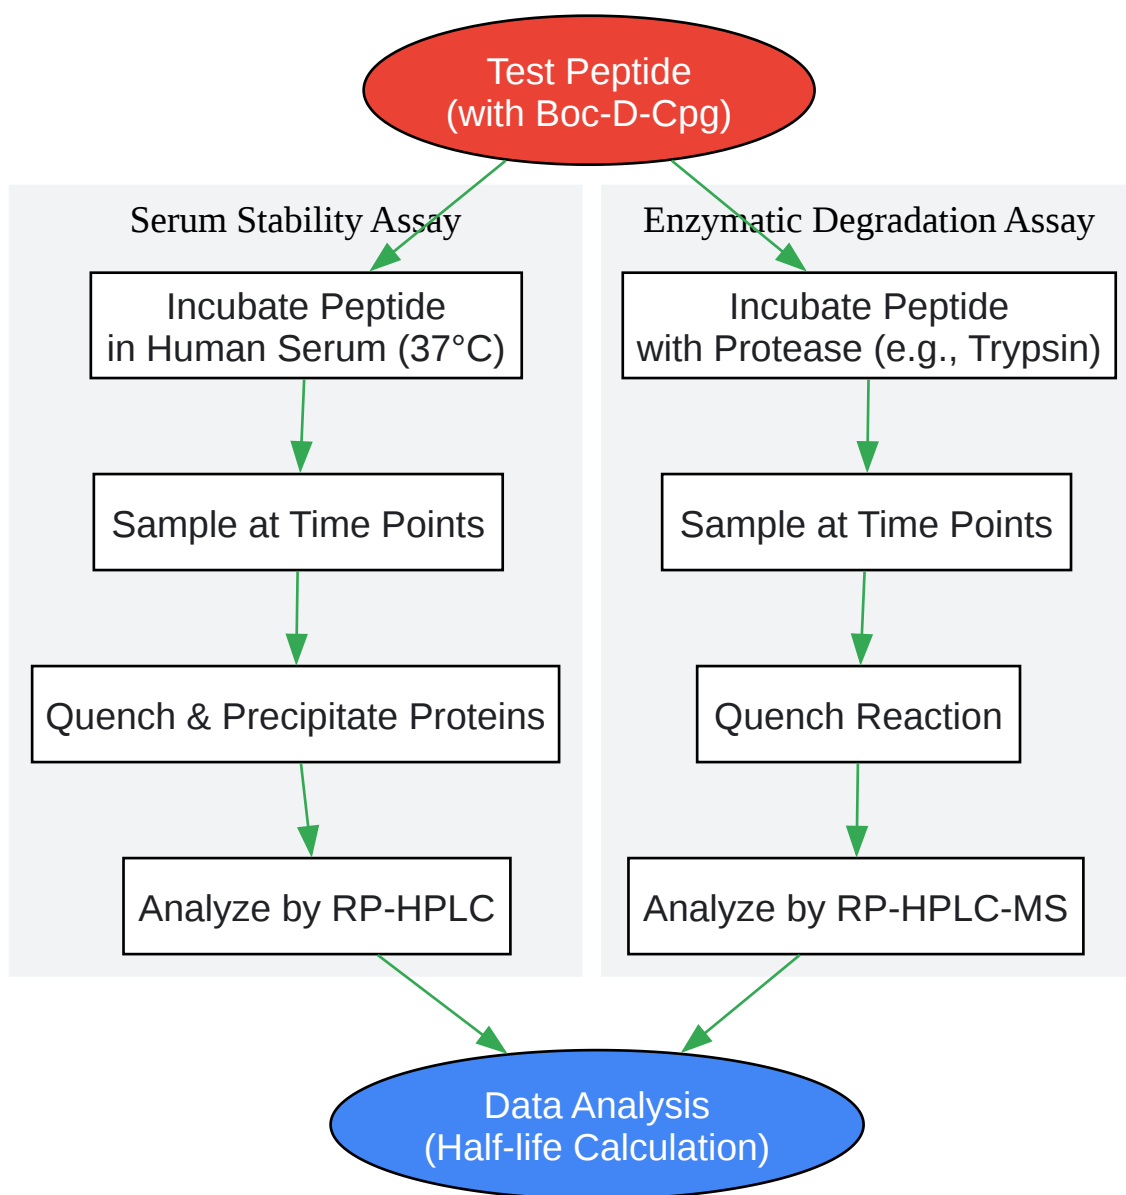 Test Peptide
(with Boc-D-Cpg)
Serum Stability Assay
Incubate Peptide
in Human Serum (37°C)
Sample at Time Points
Quench & Precipitate Proteins
Analyze by RP-HPLC
Enzymatic Degradation Assay
Incubate Peptide
with Protease (e.g., Trypsin)
Sample at Time Points
Quench Reaction
Analyze by RP-HPLC-MS
Data Analysis
(Half-life Calculation)